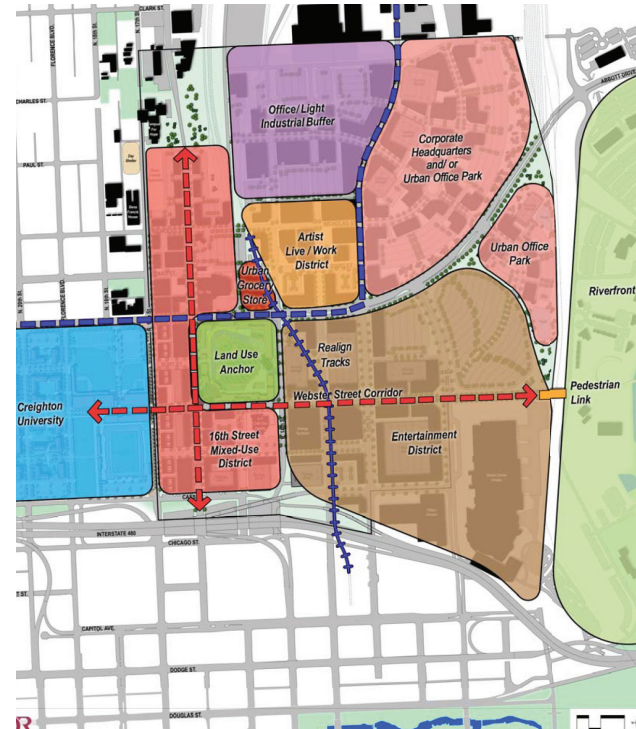 CLARK ST.
N. 17th ST.
N. 16th ST.
FLORENCE BLVD.
CHARLES ST.
PAUL ST.
ABBOTT
Office/ Light
Industrial Buffer
Corporate
Headquarters
and/ or
Urban Office Park
Artist
Live / Work
District
Urban Office
Park
Urban
Grocery
Store
Riverfront
N. 20th ST.
FLORENCE BLVD.
N. 18th ST.
Land Use
Anchor
Realign
Tracks
Webster Street Corridor
Pedestrian
Link
Creighton
University
16th Street
Mixed-Use
District
Entertainment
District
INTERSTATE 480
CHICAGO ST.
CAPITOL AVE.
DODGE ST.
DOUGLAS ST.